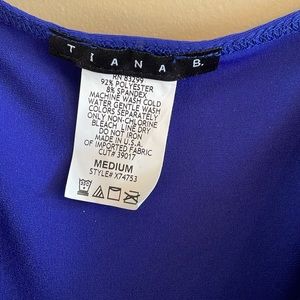 TIANA B.
RN 83299
92% POLYESTER
8% SPANDEX
MACHINE WASH COLD
WATER GENTLE WASH
COLORS SEPARATELY
ONLY NON-CHLORINE
BLEACH LINE DRY
DO NOT IRON
MADE IN U.S.A.
OF IMPORTED FABRIC
CUT# 39017
MEDIUM
STYLE# X74753